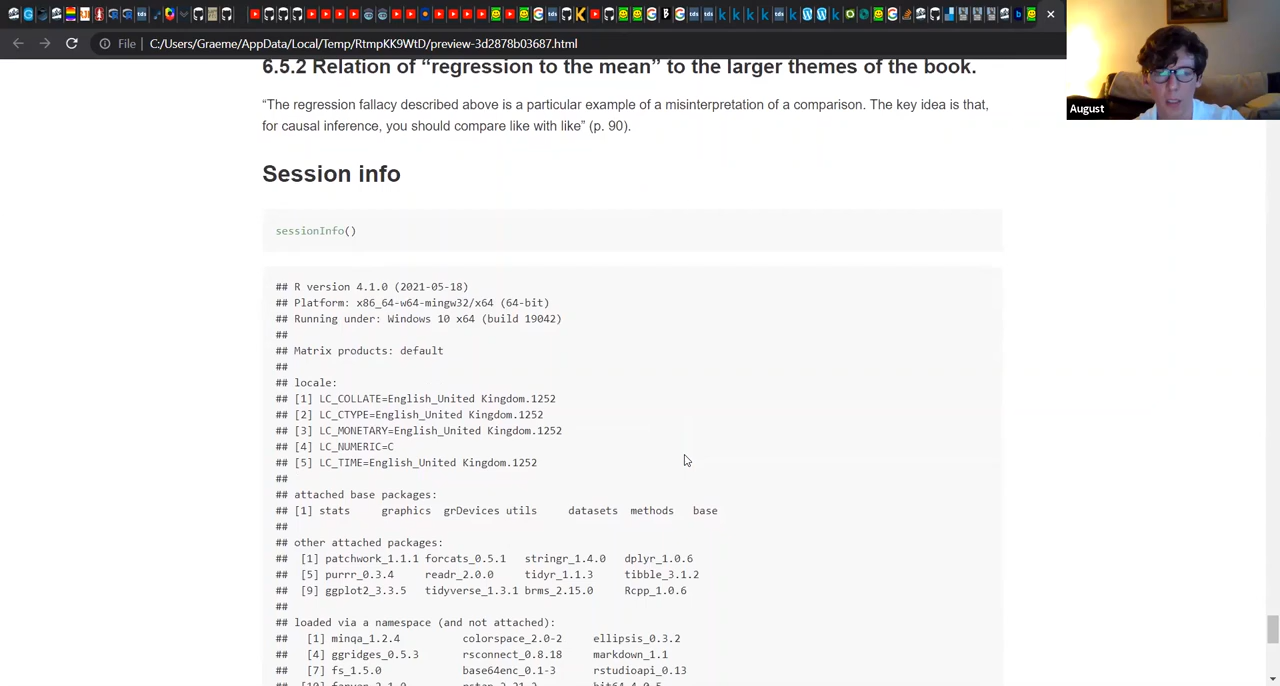 File
C:/Users/Graeme/AppData/Local/Temp/RtmpKK9WtD/preview-3d2878b03687.html
August
6.5.2 Relation of “regression to the mean” to the larger themes of the book.
“The regression fallacy described above is a particular example of a misinterpretation of a comparison. The key idea is that,
for causal inference, you should compare like with like” (p. 90).
Session info
sessionInfo()
## R version 4.1.0 (2021-05-18)
## Platform: x86_64-w64-mingw32/x64 (64-bit)
## Running under: Windows 10 x64 (build 19042)
##
## Matrix products: default
##
## locale:
## [1] LC_COLLATE=English_United Kingdom.1252
## [2] LC_CTYPE=English_United Kingdom.1252
## [3] LC_MONETARY=English_United Kingdom.1252
## [4] LC_NUMERIC=C
## [5] LC_TIME=English_United Kingdom.1252
##
## attached base packages:
## [1] stats graphics grDevices utils datasets methods base
##
## other attached packages:
## [1] patchwork_1.1.1 forcats_0.5.1 stringr_1.4.0 dplyr_1.0.6
## [5] purrr_0.3.4 readr_2.0.0 tidyr_1.1.3 tibble_3.1.2
## [9] ggplot2_3.3.5 tidyverse_1.3.1 brms_2.15.0 Rcpp_1.0.6
##
## loaded via a namespace (and not attached):
## [1] minqa_1.2.4 colorspace_2.0-2 ellipsis_0.3.2
## [4] ggridges_0.5.3 rsconnect_0.8.18 markdown_1.1
## [7] fs_1.5.0 base64enc_0.1-3 rstudioapi_0.13